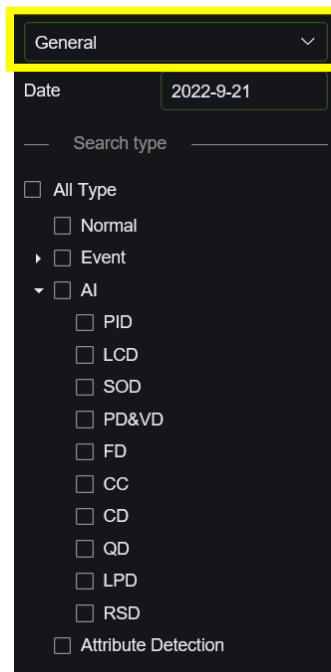 General
Date 2022-9-21
Search type
All Type
Normal
Event
AI
PID
LCD
SOD
PD&VD
FD
CC
CD
QD
LPD
RSD
Attribute Detection